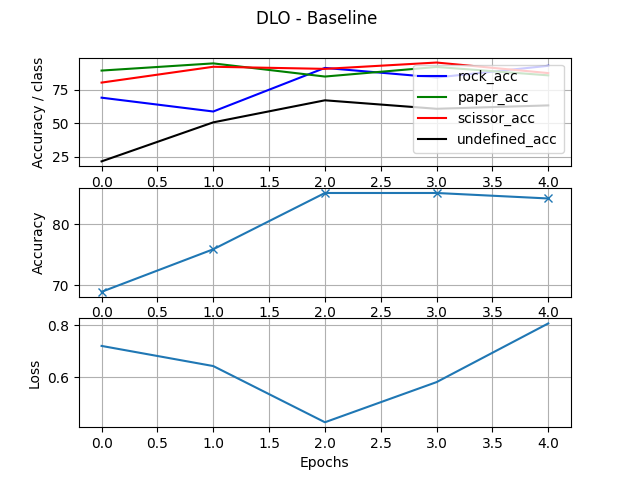 DLO - Baseline
Accuracy / class
75
50
25
rock_acc
paper_acc
scissor_acc
undefined_acc
0.0 0.5 1.0 1.5 2.0 2.5 3.0 3.5 4.0
Accuracy
80
70
0.0 0.5 1.0 1.5 2.0 2.5 3.0 3.5 4.0
Loss
0.8
0.6
0.0 0.5 1.0 1.5 2.0 2.5 3.0 3.5 4.0
Epochs